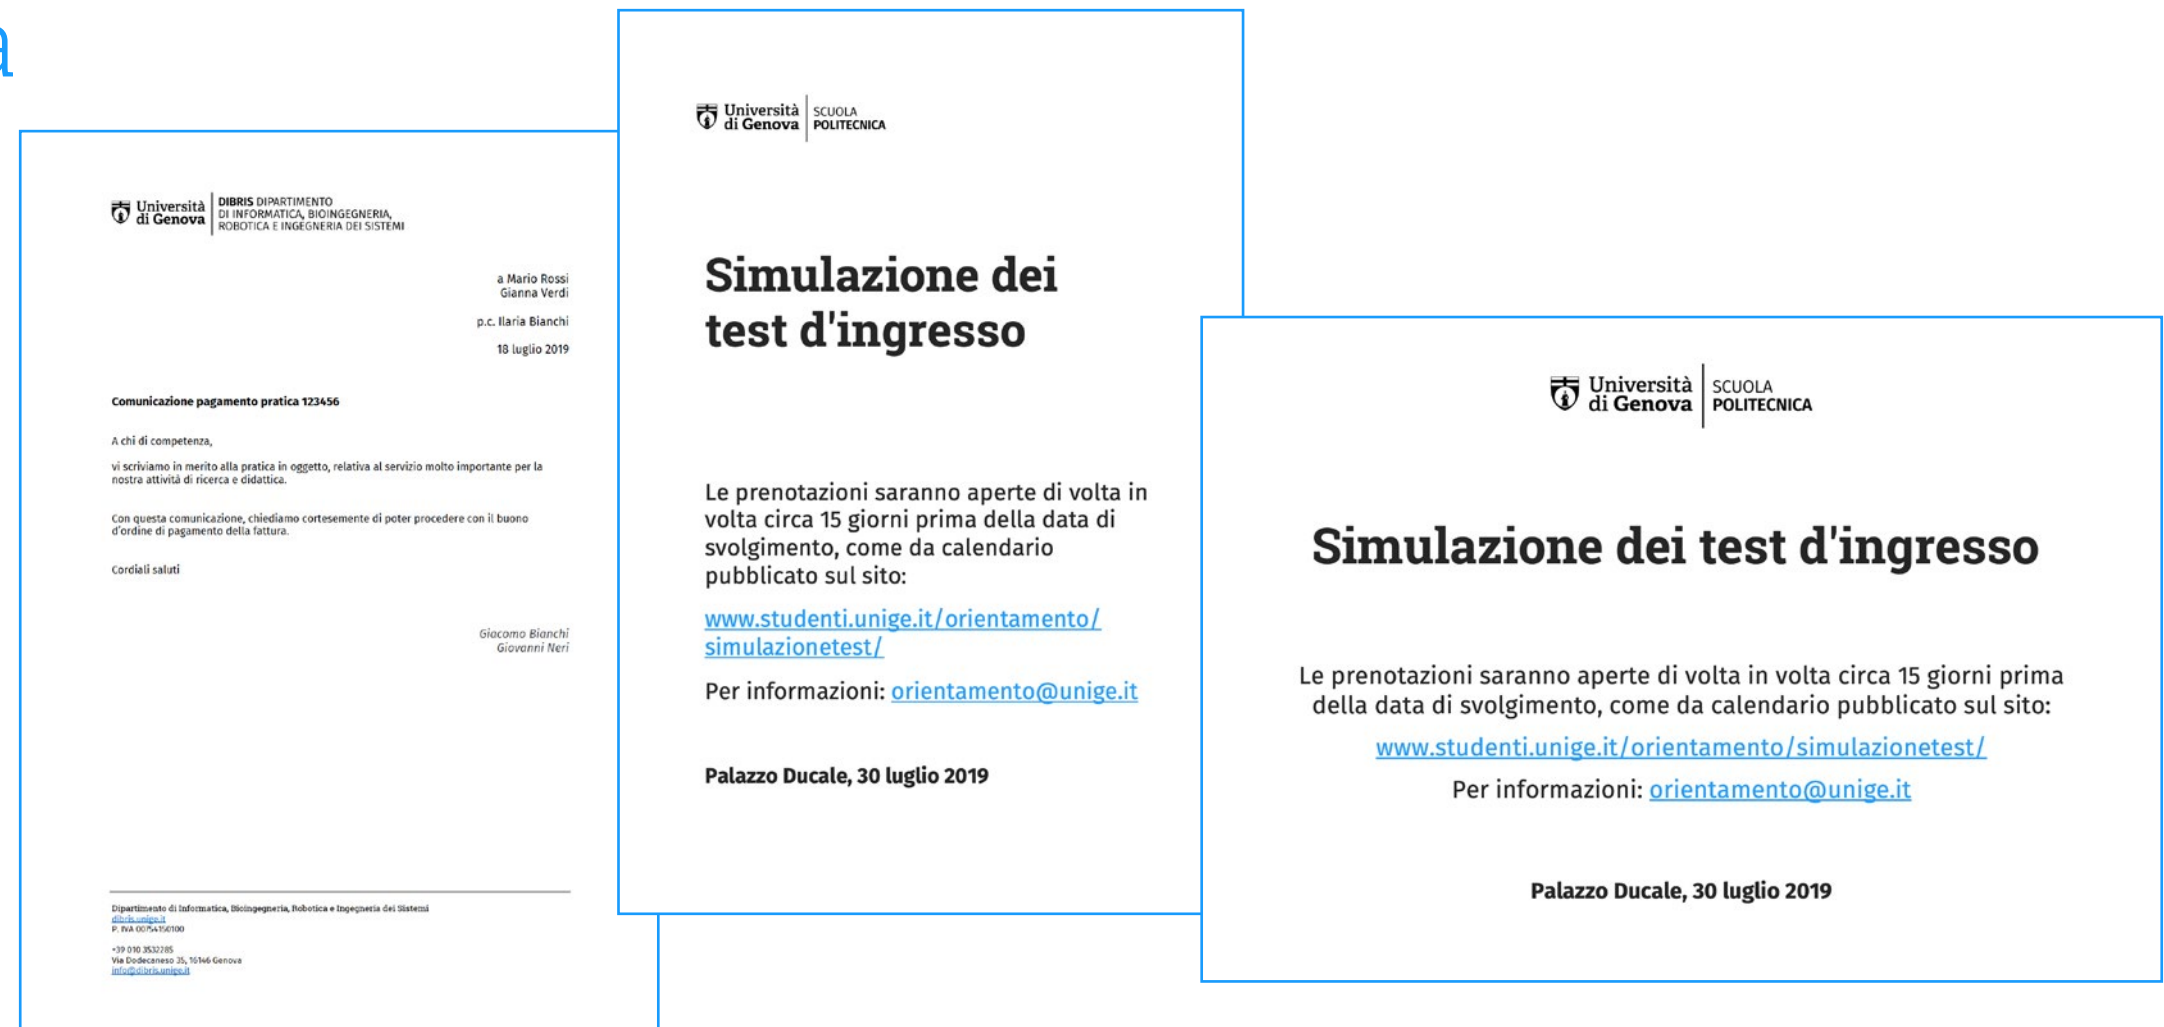 a
Università
di Genova
DIBRIS DIPARTIMENTO
DI INFORMATICA, BIOINGEGNERIA,
ROBOTICA E INGEGNERIA DEI SISTEMI
a Mario Rossi
Gianna Verdi
p.c. Ilaria Bianchi
18 luglio 2019
Comunicazione pagamento pratica 123456
A chi di competenza,
vi scriviamo in merito alla pratica in oggetto, relativa al servizio molto importante per la
nostra attività di ricerca e didattica.
Con questa comunicazione, chiediamo cortesemente di poter procedere con il buono
d'ordine di pagamento della fattura.
Cordiali saluti
Giacomo Bianchi
Giovanni Neri
Dipartimento di Informatica, Bioingegneria, Robotica e Ingegneria dei Sistemi
dibris.unige.it
P. IVA 00754150100
+39 010 3532285
Via Dodecaneso 35, 16146 Genova
info@dibris.unige.it
Università
di Genova
SCUOLA
POLITECNICA
Simulazione dei
test d'ingresso
Le prenotazioni saranno aperte di volta in
volta circa 15 giorni prima della data di
svolgimento, come da calendario
pubblicato sul sito:
www.studenti.unige.it/orientamento/
simulazionetest/
Per informazioni: orientamento@unige.it
Palazzo Ducale, 30 luglio 2019
Università
di Genova
SCUOLA
POLITECNICA
Simulazione dei test d'ingresso
Le prenotazioni saranno aperte di volta in volta circa 15 giorni prima
della data di svolgimento, come da calendario pubblicato sul sito:
www.studenti.unige.it/orientamento/simulazionetest/
Per informazioni: orientamento@unige.it
Palazzo Ducale, 30 luglio 2019